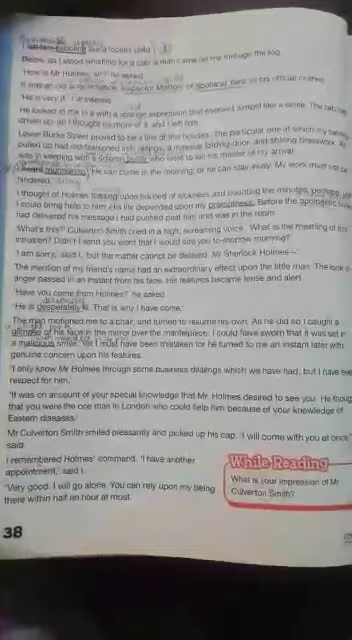 like a foolish child.
Below, as I stood whistling for a cab, a man came on me through the fog.
'How is Mr Holmes, sir?' he asked.
It was an old acquaintance, Inspector Morton of Scotland Yard, in his official clothes.
'He is very ill,' I answered.
He looked at me in a with a strange expression that seemed almost like a smile. The cab had
driven up, so I thought no more of it, and I left him.
Lower Burke Street proved to be a line of fine houses. The particular one at which my
pulled up had old-fashioned iron railings, a massive folding-door, and shining brasswork. All
was in keeping with a solemn butler who went to tell his master of my arrival.
I heard murmuring, 'He can come in the morning, or he can stay away. My work must not be
hindered.'
I thought of Holmes tossing upon his bed of sickness and counting the minutes, perhaps,
I could bring help to him. His life depended upon my promptness. Before the apologetic
had delivered his message I had pushed past him and was in the room.
'What's this?' Culverton Smith cried in a high, screaming voice. 'What is the meaning of this
intrusion? Didn't I send you word that I would see you to-morrow morning?'
'I am sorry,' said I, 'but the matter cannot be delayed. Mr Sherlock Holmes –'
The mention of my friend's name had an extraordinary effect upon the little man. The look of
anger passed in an instant from his face. His features became tense and alert.
'Have you come from Holmes?' he asked.
'He is desperately ill. That is why I have come.'
The man motioned me to a chair, and turned to resume his own. As he did so I caught a
glimpse of his face in the mirror over the mantelpiece. I could have sworn that it was set in
a malicious smile. Yet I must have been mistaken for he turned to me an instant later with
genuine concern upon his features.
'I only know Mr Holmes through some business dealings which we have had, but I have
respect for him.
'It was on account of your special knowledge that Mr Holmes desired to see you. He
that you were the one man in London who could help him because of your knowledge of
Eastern diseases.'
Mr Culverton Smith smiled pleasantly and picked up his cap. 'I will come with you at once'
said.
I remembered Holmes' command. 'I have another
appointment,' said I.
'Very good. I will go alone. You can rely upon my being
there within half an hour at most.
While Reading
What is your impression of Mr
Culverton Smith?
38